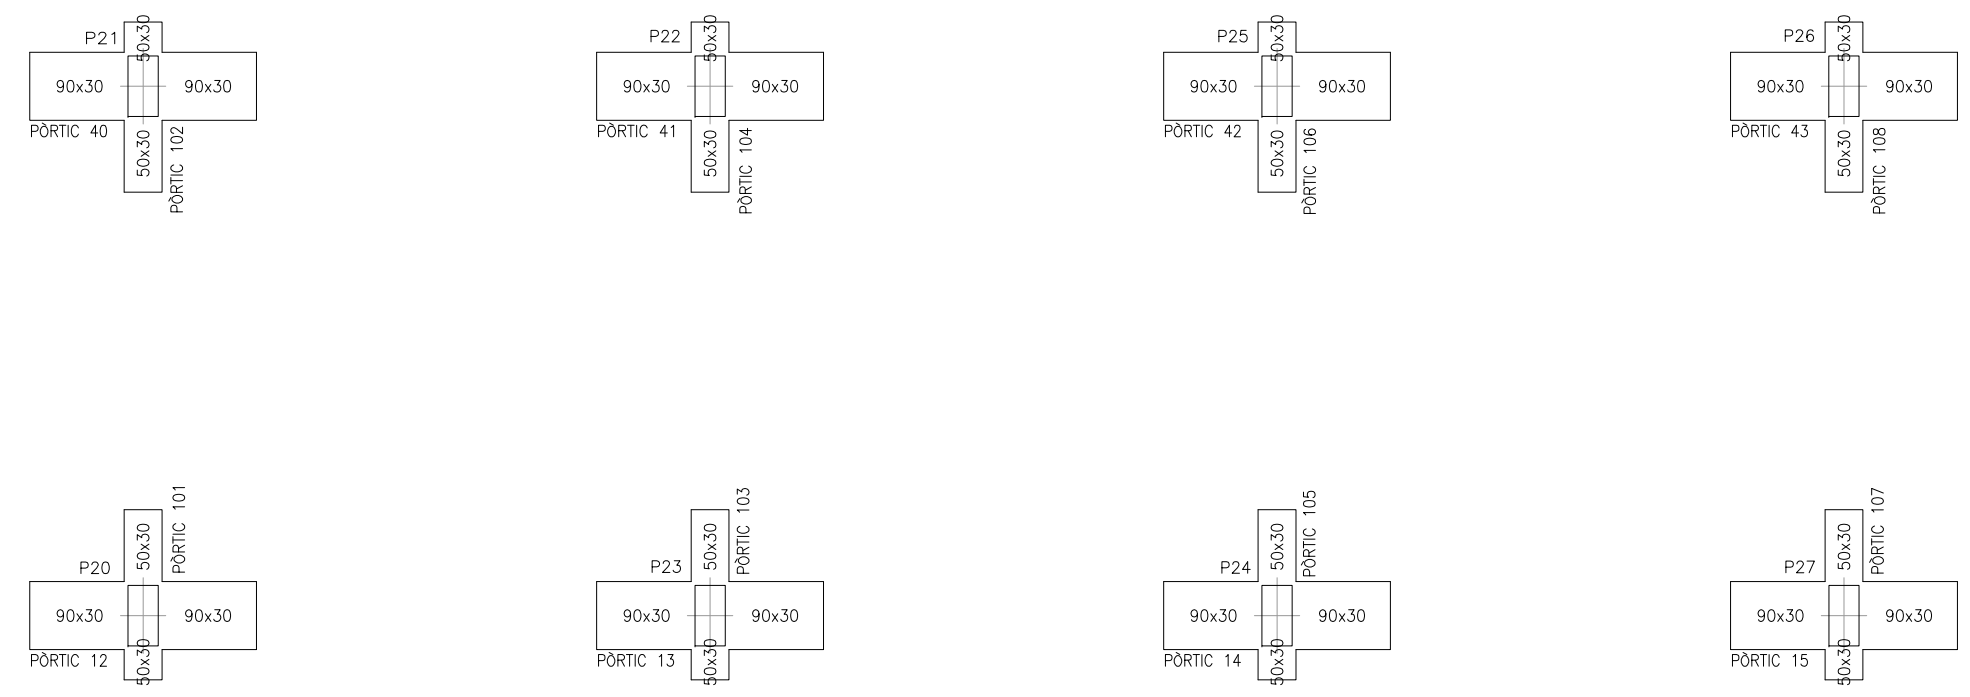 P21
50x30
90x30
90x30
PÒRTIC 40
50x30
PÒRTIC 102
P22
50x30
90x30
90x30
PÒRTIC 41
50x30
PÒRTIC 104
P25
50x30
90x30
90x30
PÒRTIC 42
50x30
PÒRTIC 106
P26
50x30
90x30
90x30
PÒRTIC 43
50x30
PÒRTIC 108
PÒRTIC 101
50x30
P20
90x30
90x30
PÒRTIC 12
50x30
PÒRTIC 103
50x30
P23
90x30
90x30
PÒRTIC 13
50x30
PÒRTIC 105
50x30
P24
90x30
90x30
PÒRTIC 14
50x30
PÒRTIC 107
50x30
P27
90x30
90x30
PÒRTIC 15
50x30